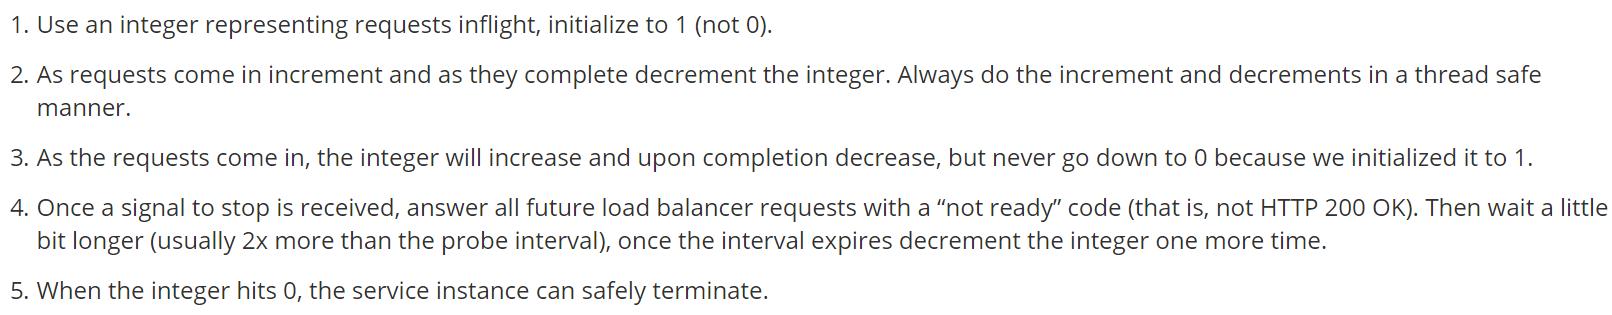 1. Use an integer representing requests inflight, initialize to 1 (not 0).
2. As requests come in increment and as they complete decrement the integer. Always do the increment and decrements in a thread safe
manner.
3. As the requests come in, the integer will increase and upon completion decrease, but never go down to 0 because we initialized it to 1.
4. Once a signal to stop is received, answer all future load balancer requests with a “not ready” code (that is, not HTTP 200 OK). Then wait a little
bit longer (usually 2x more than the probe interval), once the interval expires decrement the integer one more time.
5. When the integer hits 0, the service instance can safely terminate.